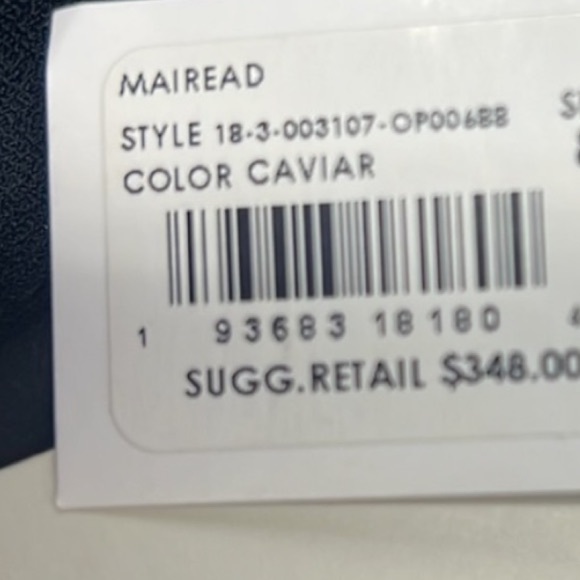 MAIREAD
STYLE 18-3-003107-OP00688
COLOR CAVIAR
1 93683 18180
SUGG.RETAIL $348.00